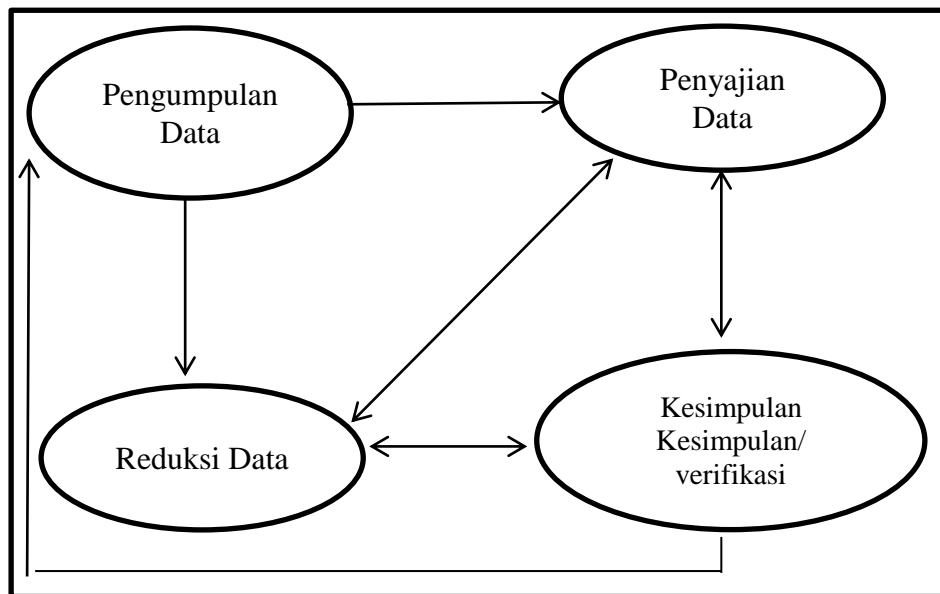 Pengumpulan
Data
Penyajian
Data
Reduksi Data
Kesimpulan
Kesimpulan/
verifikasi